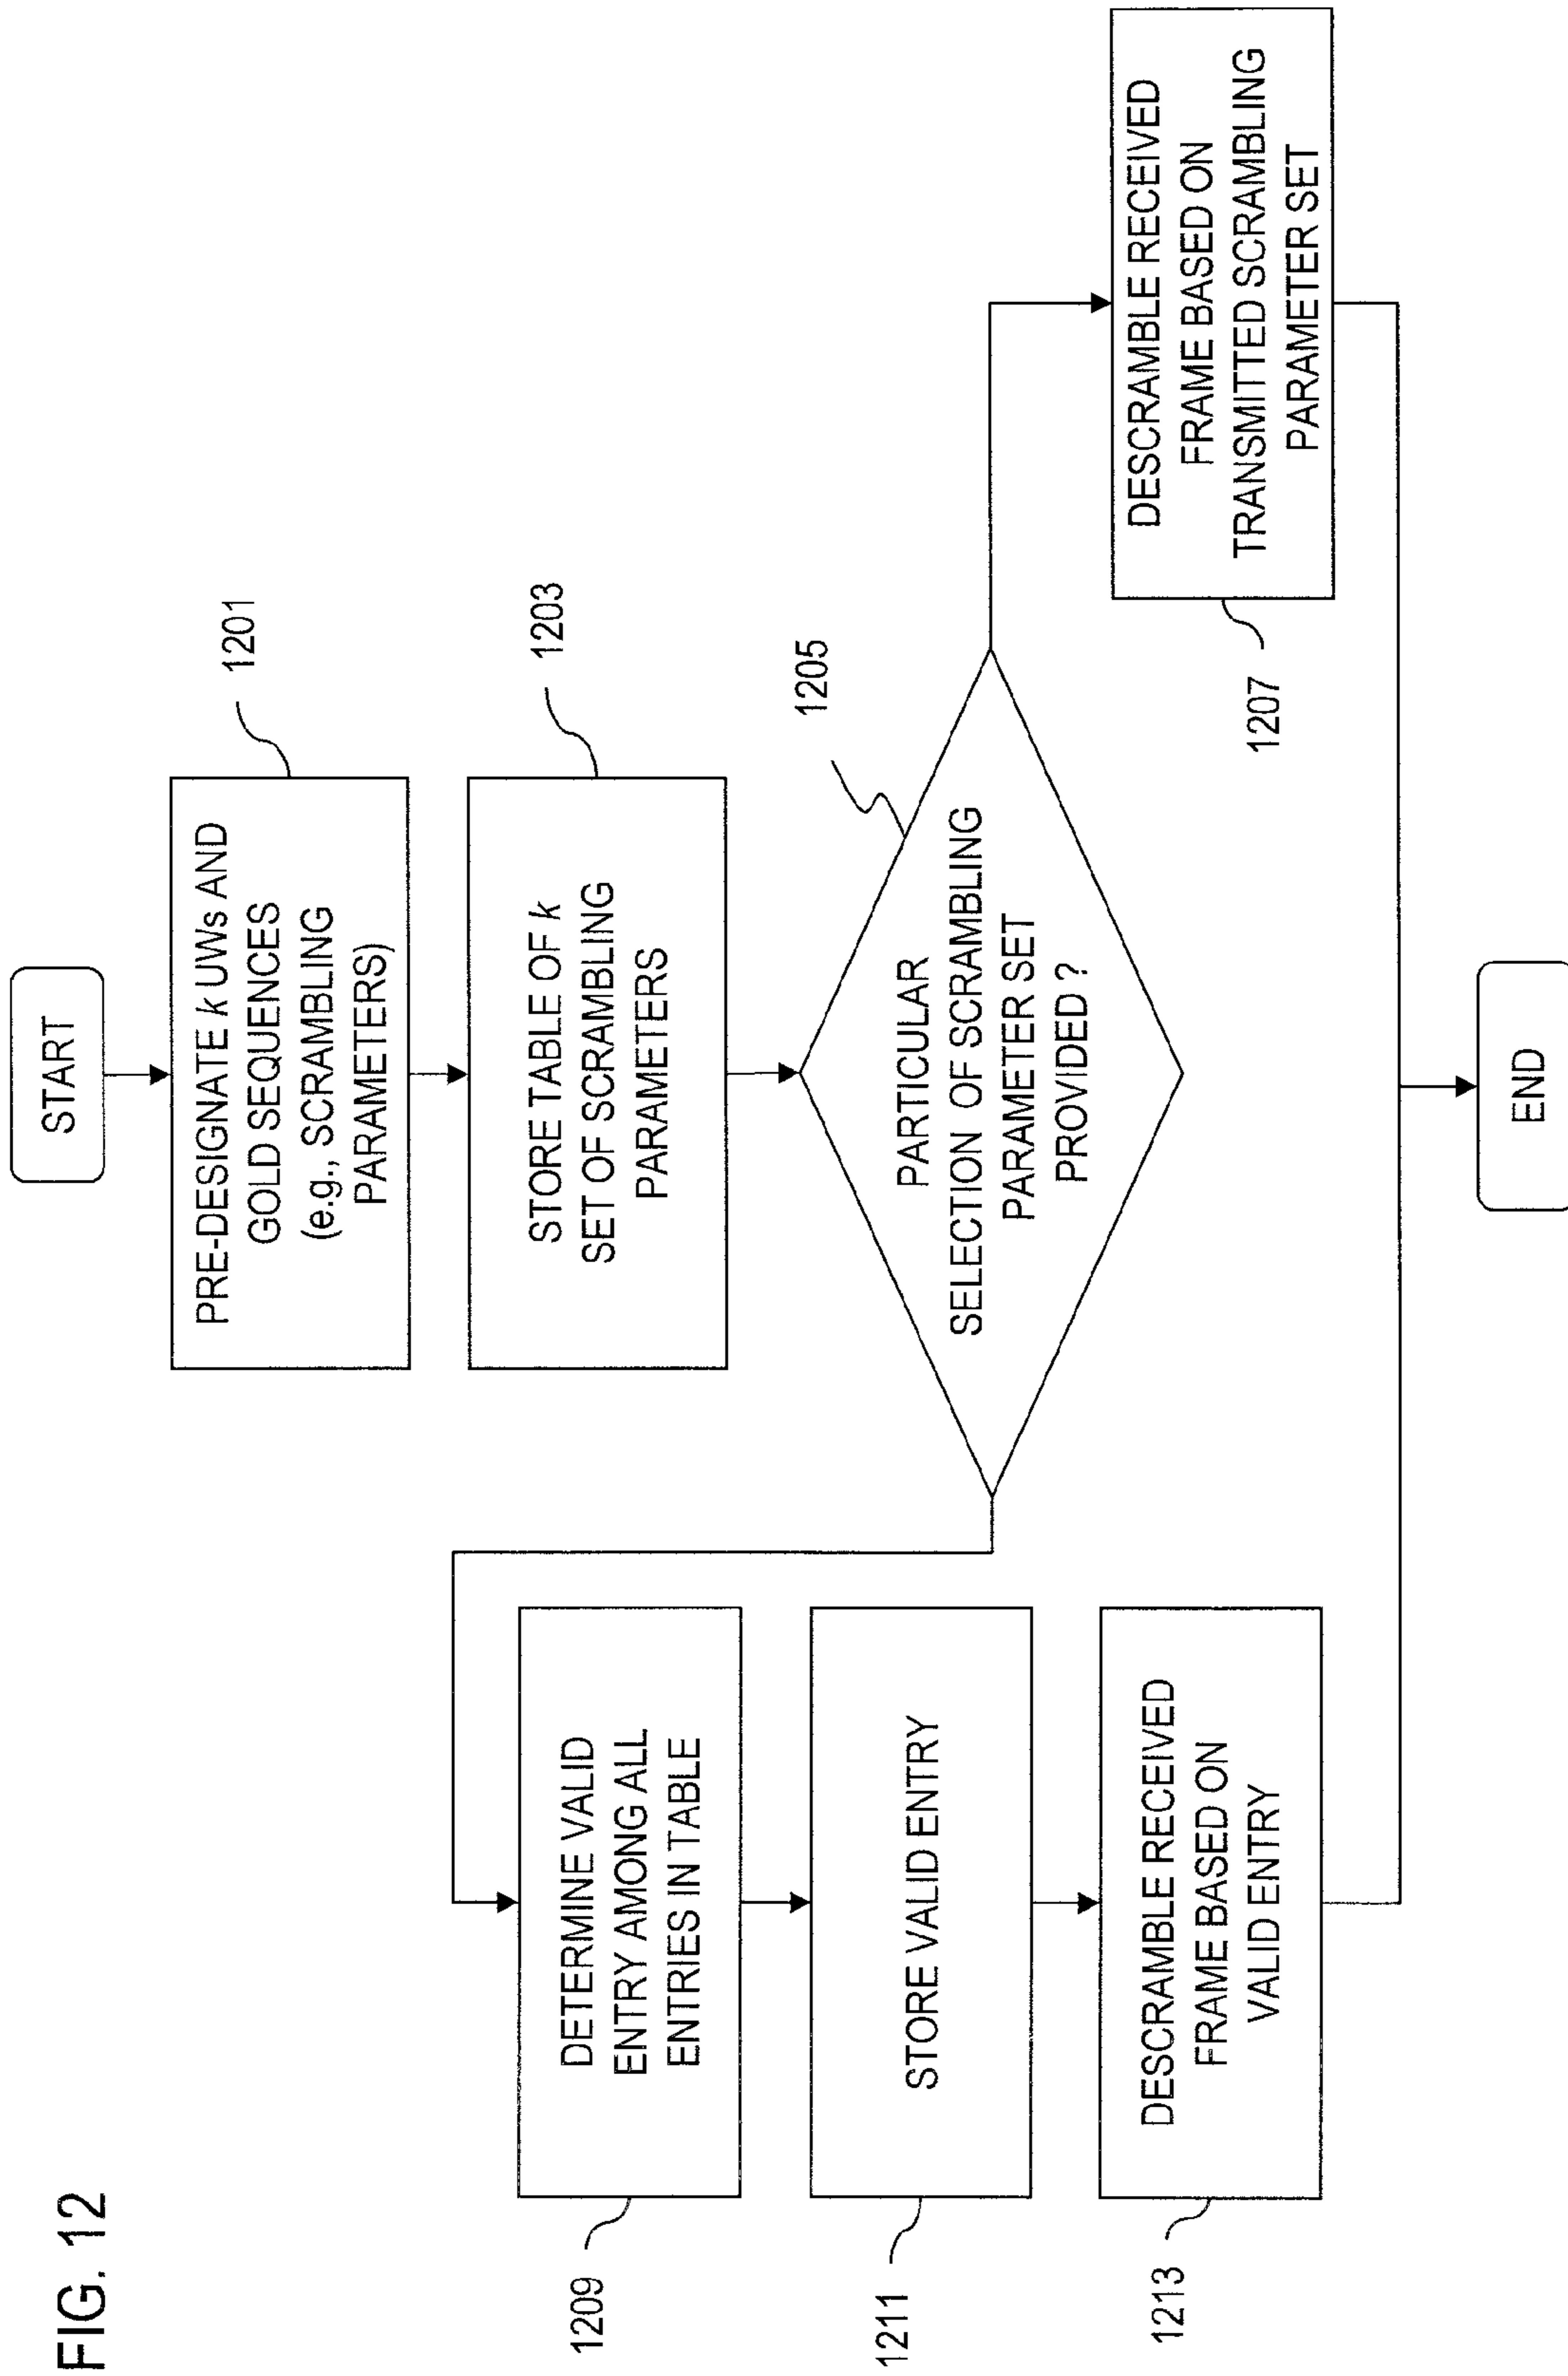 FIG. 12
START
PRE-DESIGNATE k UWs AND
GOLD SEQUENCES
(e.g., SCRAMBLING
PARAMETERS)
1201
STORE TABLE OF k
SET OF SCRAMBLING
PARAMETERS
1203
PARTICULAR
SELECTION OF SCRAMBLING
PARAMETER SET
PROVIDED ?
1205
DESCRAMBLE RECEIVED
FRAME BASED ON
TRANSMITTED SCRAMBLING
PARAMETER SET
1207
DETERMINE VALID
ENTRY AMONG ALL
ENTRIES IN TABLE
1209
STORE VALID ENTRY
1211
DESCRAMBLE RECEIVED
FRAME BASED ON
VALID ENTRY
1213
END